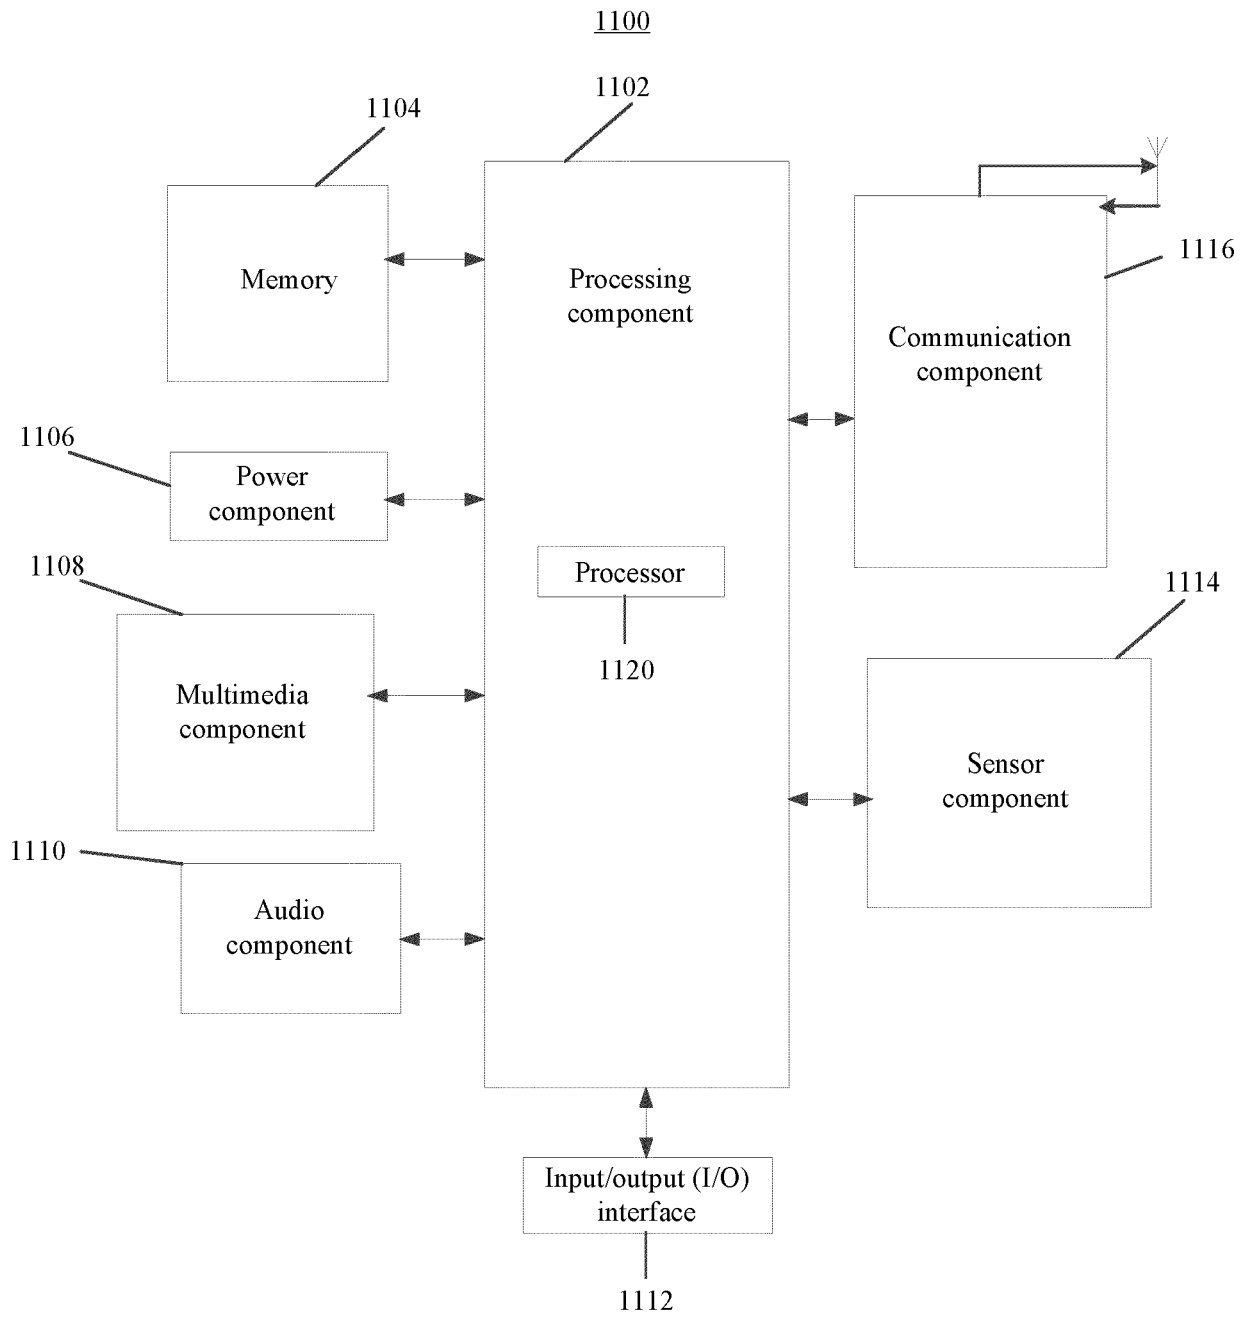 1100
1102
1104
Memory
Processing
component
1116
Communication
component
1106
Power
component
1108
Processor
1114
1120
Multimedia
component
Sensor
component
1110
Audio
component
Input/output (I/O)
interface
1112